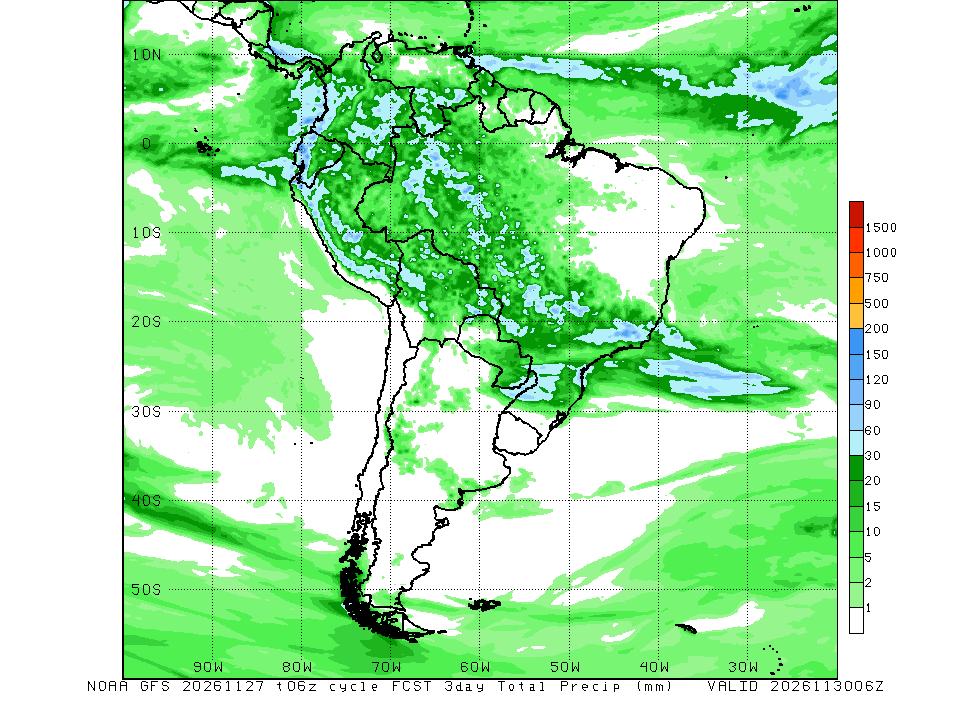 10N
0
10S
20S
30S
40S
50S
90W 80W 70W 60W 50W 40W 30W
1500
1000
750
500
200
150
120
90
60
30
20
15
10
5
2
1
NOAA GFS 20261127 t06z cycle FCST 3day Total Precip (mm) VALID 2026113006Z